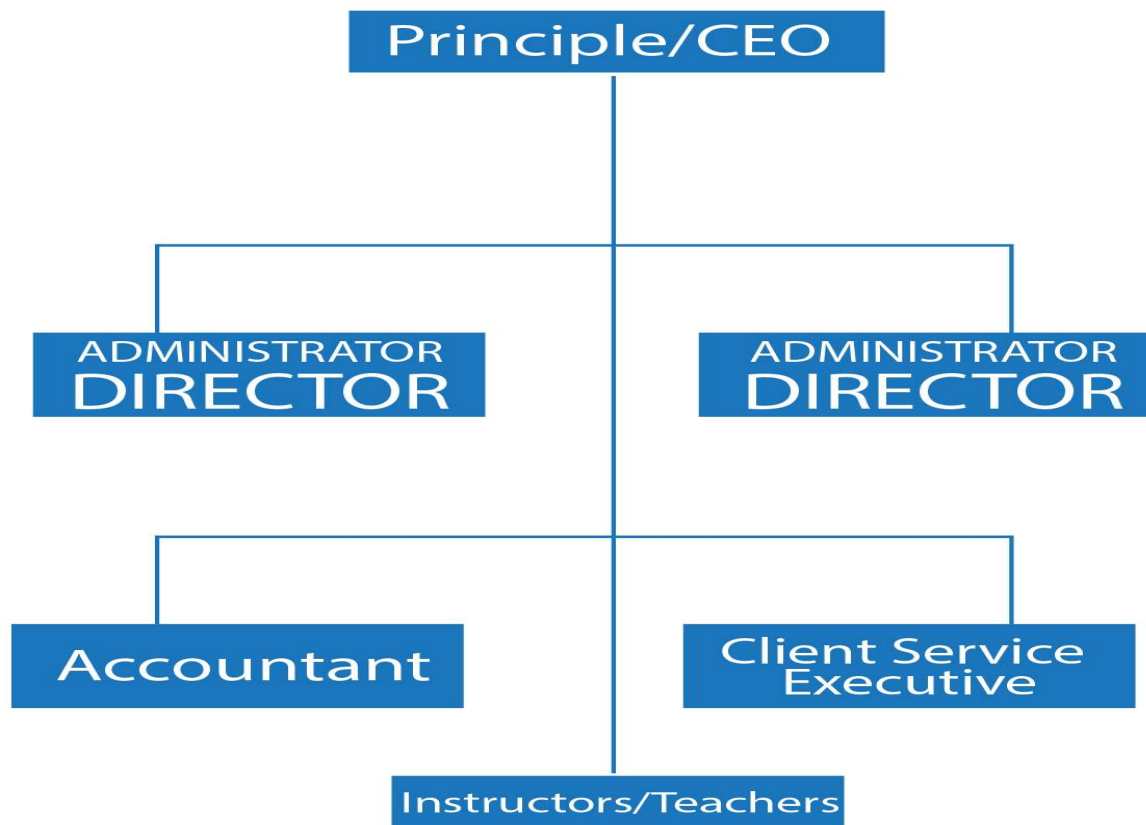 Principle/CEO
ADMINISTRATOR
DIRECTOR
ADMINISTRATOR
DIRECTOR
Accountant
Client Service
Executive
Instructors/Teachers